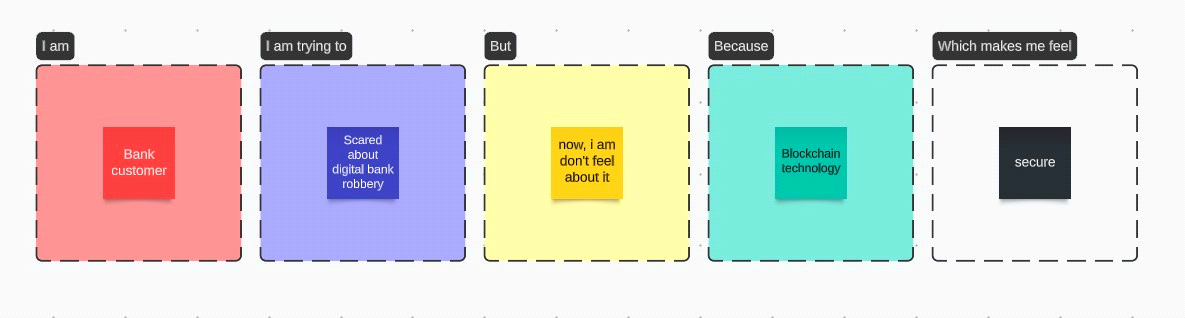 I am
I am trying to
But
Because
Which makes me feel
Bank
customer
Scared
about
digital bank
robbery
now, i am
don't feel
about it
Blockchain
technology
secure